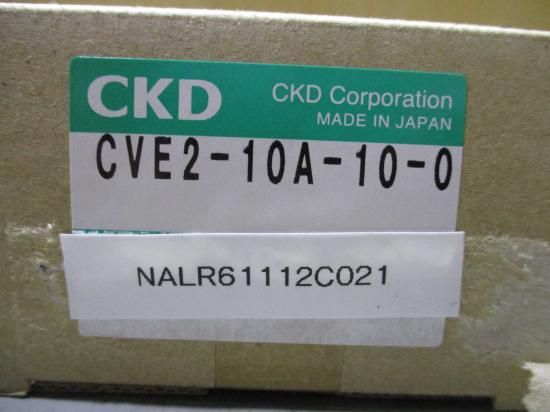 CKD
CKD Corporation
MADE IN JAPAN
CVE2-10A-10-0
NALR61112C021